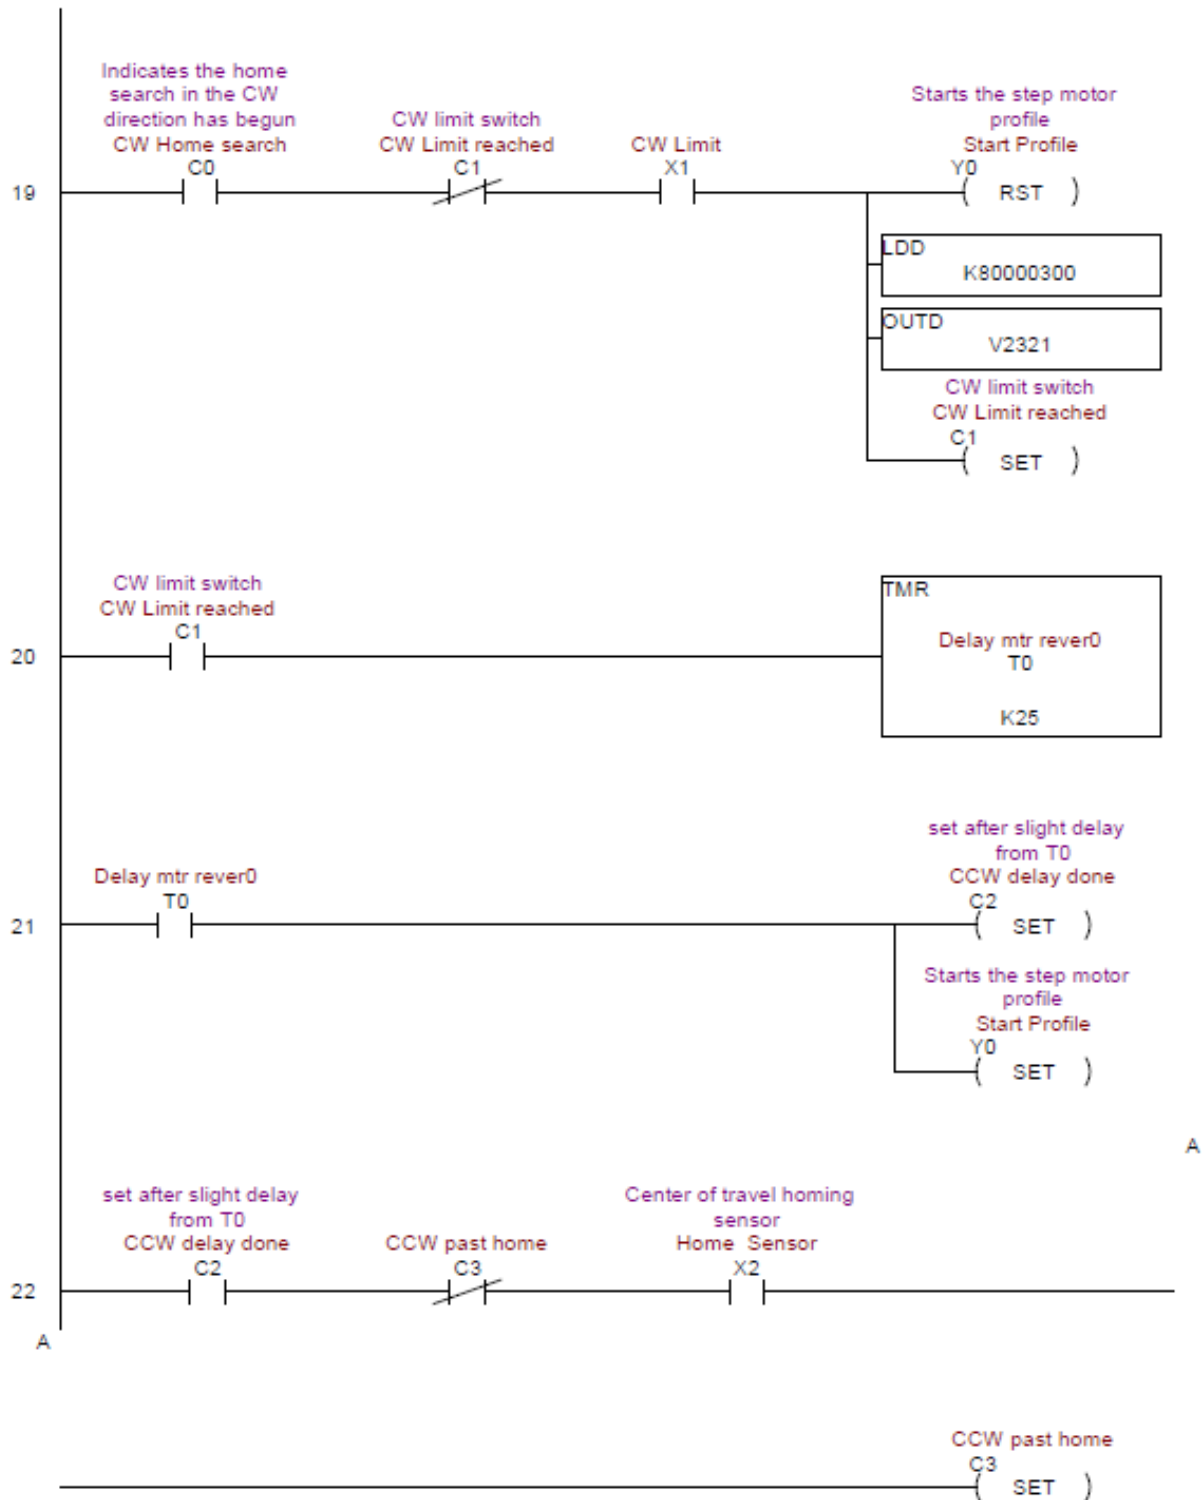 Indicates the home
search in the CW
direction has begun
CW Home search
C0
CW limit switch
CW Limit reached
C1
CW Limit
X1
Starts the step motor
profile
Start Profile
Y0
RST
19
LDD
K80000300
OUTD
V2321
CW limit switch
CW Limit reached
C1
SET
CW limit switch
CW Limit reached
C1
20
TMR
Delay mtr rever0
T0
K25
Delay mtr rever0
T0
21
set after slight delay
from T0
CCW delay done
C2
SET
Starts the step motor
profile
Start Profile
Y0
SET
A
set after slight delay
from T0
CCW delay done
C2
CCW past home
C3
Center of travel homing
sensor
Home Sensor
X2
22
A
CCW past home
C3
SET